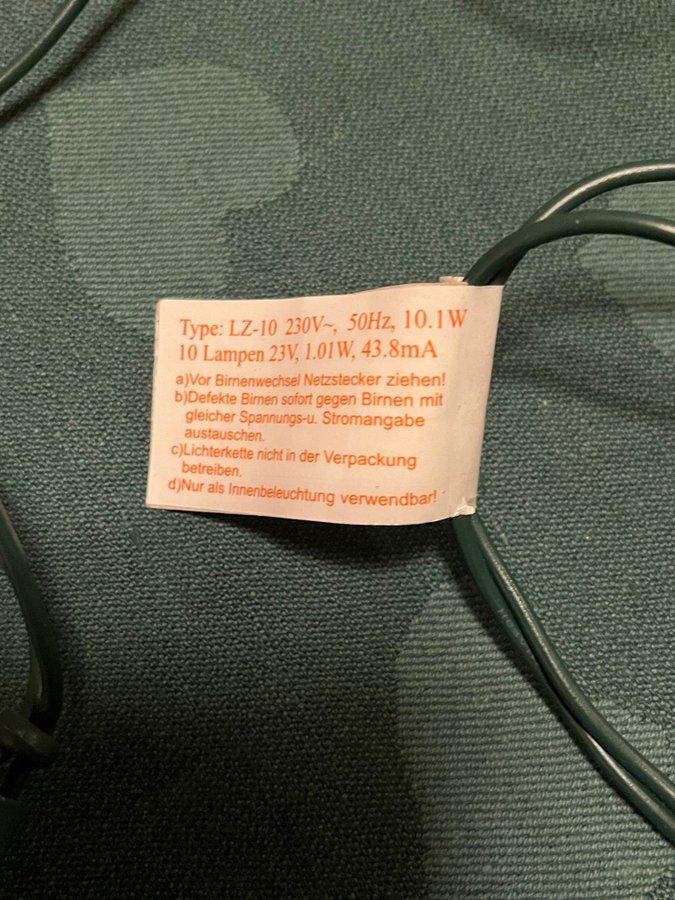 Type: LZ-10 230V~, 50Hz, 10.1W
10 Lampen 23V, 1.01W, 43.8mA
a)Vor Birnenwechsel Netzstecker ziehen!
b)Defekte Birnen sofort gegen Birnen mit
gleicher Spannungs-u. Stromangabe
austauschen.
c)Lichterkette nicht in der Verpackung
betreiben.
d)Nur als Innenbeleuchtung verwendbar!